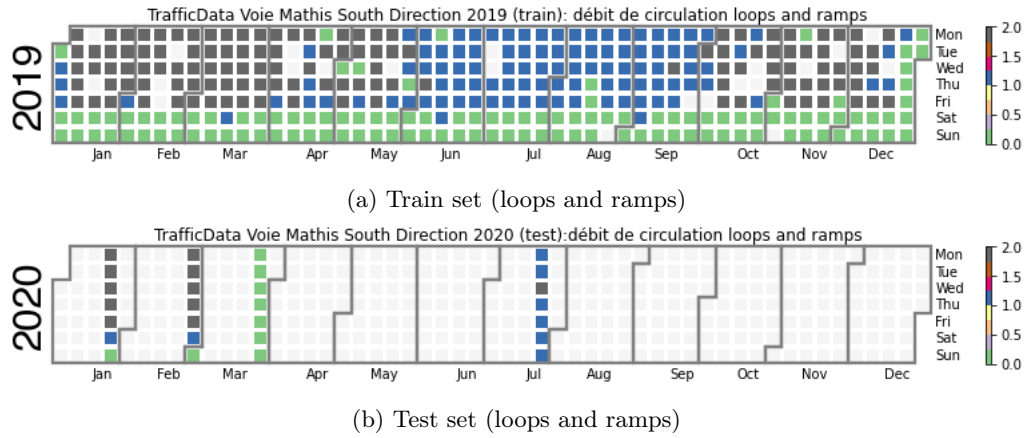 TrafficData Voie Mathis South Direction 2019 (train): débit de circulation loops and ramps
2019
Mon
Tue
Wed
Thu
Fri
Sat
Sun
Jan Feb Mar Apr May Jun Jul Aug Sep Oct Nov Dec
2.0
1.5
1.0
0.5
0.0
(a) Train set (loops and ramps)
TrafficData Voie Mathis South Direction 2020 (test):débit de circulation loops and ramps
2020
Mon
Tue
Wed
Thu
Fri
Sat
Sun
Jan Feb Mar Apr May Jun Jul Aug Sep Oct Nov Dec
2.0
1.5
1.0
0.5
0.0
(b) Test set (loops and ramps)